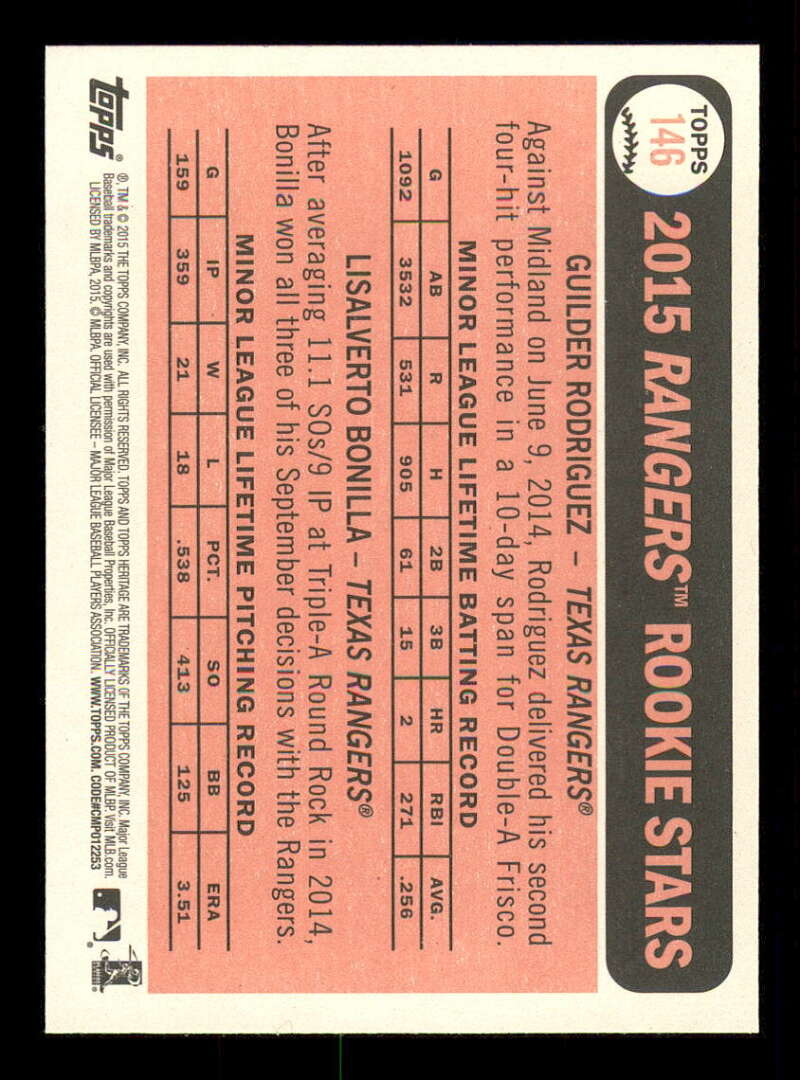 TOPPS
146
2015 RANGERS™ ROOKIE STARS
GUILDER RODRIGUEZ – TEXAS RANGERS®
Against Midland on June 9, 2014, Rodriguez delivered his second
four-hit performance in a 10-day span for Double-A Frisco.
MINOR LEAGUE LIFETIME BATTING RECORD
G AB R H 2B 3B HR RBI AVG.
1092 3532 531 905 61 15 2 271 .256
LISALVERTO BONILLA – TEXAS RANGERS®
After averaging 11.1 SOs/9 IP at Triple-A Round Rock in 2014,
Bonilla won all three of his September decisions with the Rangers.
MINOR LEAGUE LIFETIME PITCHING RECORD
G IP W L PCT. SO BB ERA
159 359 21 18 .538 413 125 3.51
topps®
®, TM & © 2015 THE TOPPS COMPANY, INC. ALL RIGHTS RESERVED. TOPPS AND TOPPS HERITAGE ARE TRADEMARKS OF THE TOPPS COMPANY, INC. Major League
Baseball trademarks and copyrights are used with permission of Major League Baseball Properties, Inc. OFFICIALLY LICENSED PRODUCT OF MLBP. Visit MLB.com.
LICENSED BY MLBPA, 2015. © MLBPA. OFFICIAL LICENSEE – MAJOR LEAGUE BASEBALL PLAYERS ASSOCIATION. WWW.TOPPS.COM. CODE#CMP012253